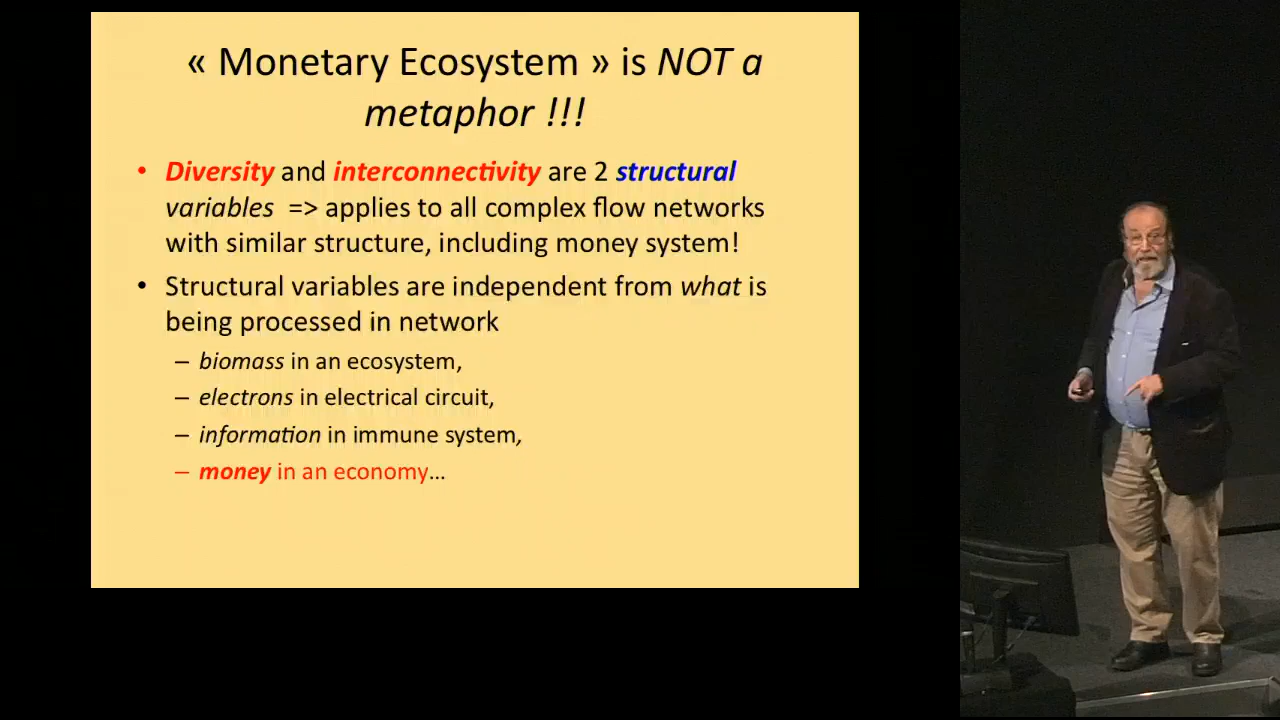 « Monetary Ecosystem » is NOT a
metaphor !!!
• Diversity and interconnectivity are 2 structural
variables => applies to all complex flow networks
with similar structure, including money system!
• Structural variables are independent from what is
being processed in network
– biomass in an ecosystem,
– electrons in electrical circuit,
– information in immune system,
– money in an economy…